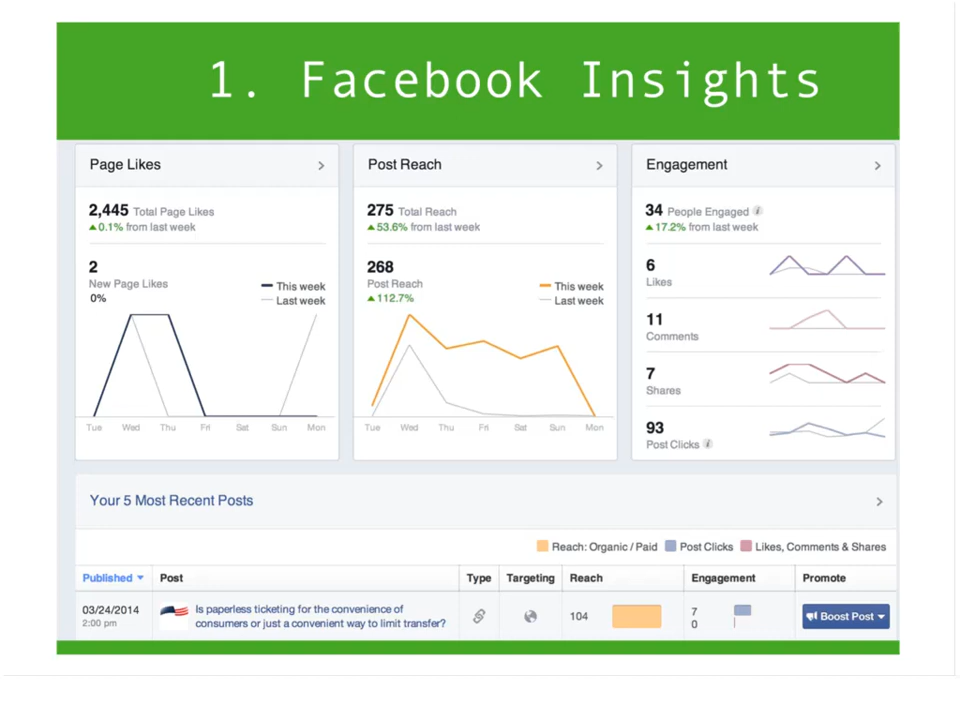 1. Facebook Insights
Page Likes
2,445 Total Page Likes
0.1% from last week
2
New Page Likes
0%
This week
Last week
Tue Wed Thu Fri Sat Sun Mon
Post Reach
275 Total Reach
53.6% from last week
268
Post Reach
112.7%
This week
Last week
Tue Wed Thu Fri Sat Sun Mon
Engagement
34 People Engaged i
17.2% from last week
6
Likes
11
Comments
7
Shares
93
Post Clicks i
Your 5 Most Recent Posts
Reach: Organic / Paid Post Clicks Likes, Comments & Shares
Published Post Type Targeting Reach Engagement Promote
03/24/2014
2:00 pm
Is paperless ticketing for the convenience of
consumers or just a convenient way to limit transfer?
104
7
0
Boost Post